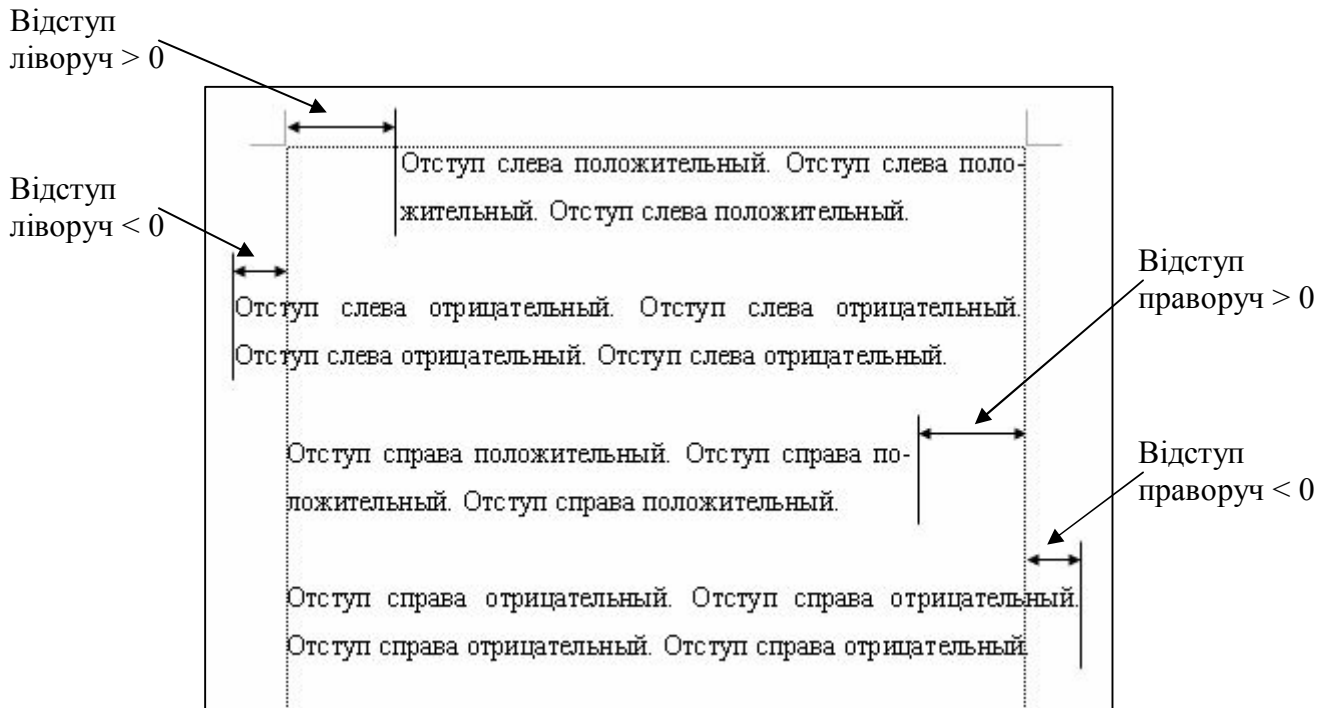 Відступ
ліворуч > 0
Отступ слева положительный. Отступ слева поло-
жительный. Отступ слева положительный.
Відступ
ліворуч < 0
Отступ слева отрицательный. Отступ слева отрицательный.
Отступ слева отрицательный. Отступ слева отрицательный.
Відступ
праворуч > 0
Отступ справа положительный. Отступ справа по-
ложительный. Отступ справа положительный.
Відступ
праворуч < 0
Отступ справа отрицательный. Отступ справа отрицательный.
Отступ справа отрицательный. Отступ справа отрицательный.